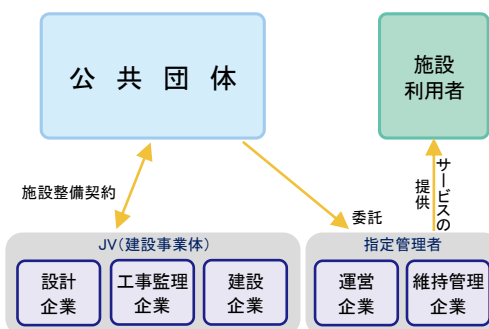 公共団体
施設
利用者
施設整備契約
委託
サービスの
提供
JV(建設事業体)
設計
企業
工事監理
企業
建設
企業
指定管理者
運営
企業
維持管理
企業